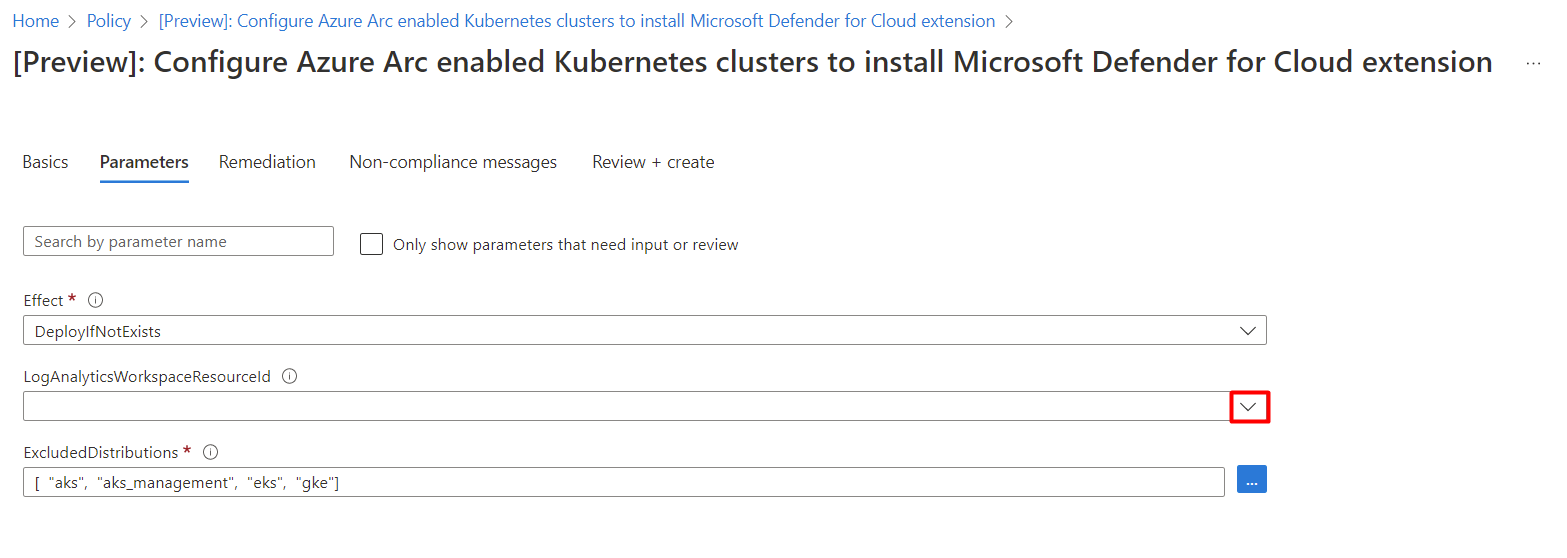 Home > Policy > [Preview]: Configure Azure Arc enabled Kubernetes clusters to install Microsoft Defender for Cloud extension >
[Preview]: Configure Azure Arc enabled Kubernetes clusters to install Microsoft Defender for Cloud extension ...
Basics Parameters Remediation Non-compliance messages Review + create
Search by parameter name Only show parameters that need input or review
Effect *
DeployIfNotExists
LogAnalyticsWorkspaceResourceId
ExcludedDistributions *
[ "aks", "aks_management", "eks", "gke"] ...